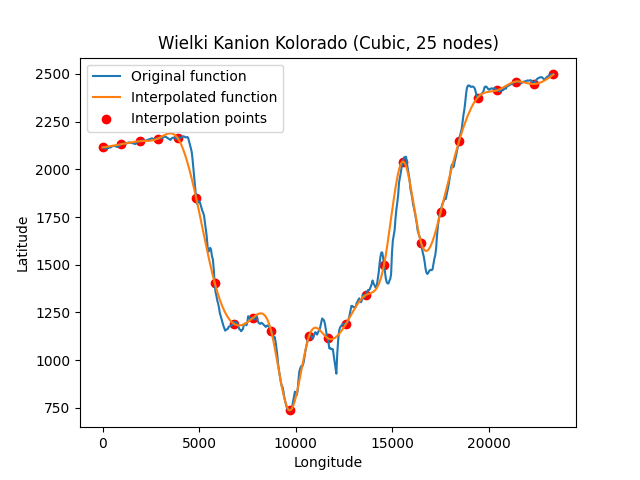 Wielki Kanion Kolorado (Cubic, 25 nodes)
Original function
Interpolated function
Interpolation points
2500
2250
2000
1750
1500
1250
1000
750
Latitude
0 5000 10000 15000 20000
Longitude